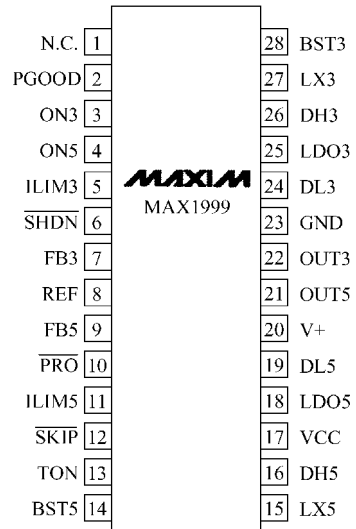 N.C. 1 28 BST3
PGOOD 2 27 LX3
ON3 3 26 DH3
ON5 4 25 LDO3
ILIM3 5 MAXIM 24 DL3
MAX1999
SHDN 6 23 GND
FB3 7 22 OUT3
REF 8 21 OUT5
FB5 9 20 V+
PRO 10 19 DL5
ILIM5 11 18 LDO5
SKIP 12 17 VCC
TON 13 16 DH5
BST5 14 15 LX5